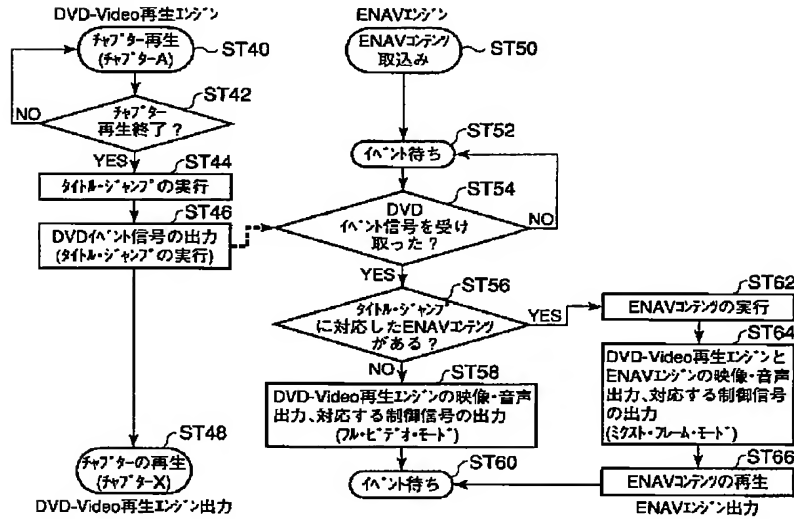 DVD-Video再生エンジン
チャプター再生
(チャプターA)
ST40
ST42
チャプター
再生終了？
NO
YES
ST44
タイトル・ジャンプの実行
ST46
DVDイベント信号の出力
(タイトル・ジャンプの実行)
ST48
チャプターの再生
(チャプターX)
DVD-Video再生エンジン出力
ENAVエンジン
ENAVコンテンツ
取込み
ST50
ST52
イベント待ち
ST54
DVD
イベント信号を受け
取った？
NO
YES
ST56
タイトル・ジャンプ
に対応したENAVコンテンツ
がある？
YES
NO
ST58
DVD-Video再生エンジンの映像・音声
出力、対応する制御信号の出力
(フル・ビデオ・モード)
ST60
イベント待ち
ST62
ENAVコンテンツの実行
ST64
DVD-Video再生エンジンと
ENAVエンジンの映像・音声
出力、対応する制御信号
の出力
(ミクスト・フレーム・モード)
ST66
ENAVコンテンツの再生
ENAVエンジン出力